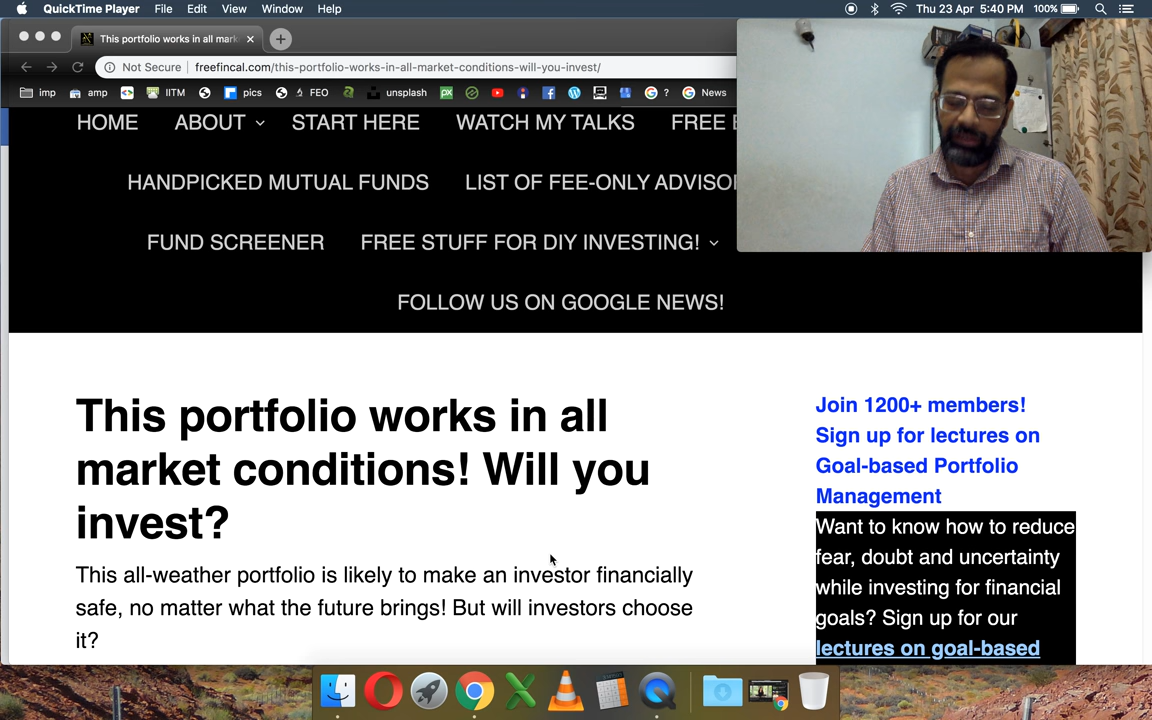 QuickTime Player File Edit View Window Help Thu 23 Apr 5:40 PM 100%
This portfolio works in all mark
Not Secure freefincal.com/this-portfolio-works-in-all-market-conditions-will-you-invest/
imp amp IITM pics FEO unsplash ? News
HOME ABOUT START HERE WATCH MY TALKS FREE
HANDPICKED MUTUAL FUNDS LIST OF FEE-ONLY ADVISOR
FUND SCREENER FREE STUFF FOR DIY INVESTING!
FOLLOW US ON GOOGLE NEWS!
This portfolio works in all
market conditions! Will you
invest?
This all-weather portfolio is likely to make an investor financially
safe, no matter what the future brings! But will investors choose
it?
Join 1200+ members!
Sign up for lectures on
Goal-based Portfolio
Management
Want to know how to reduce
fear, doubt and uncertainty
while investing for financial
goals? Sign up for our
lectures on goal-based